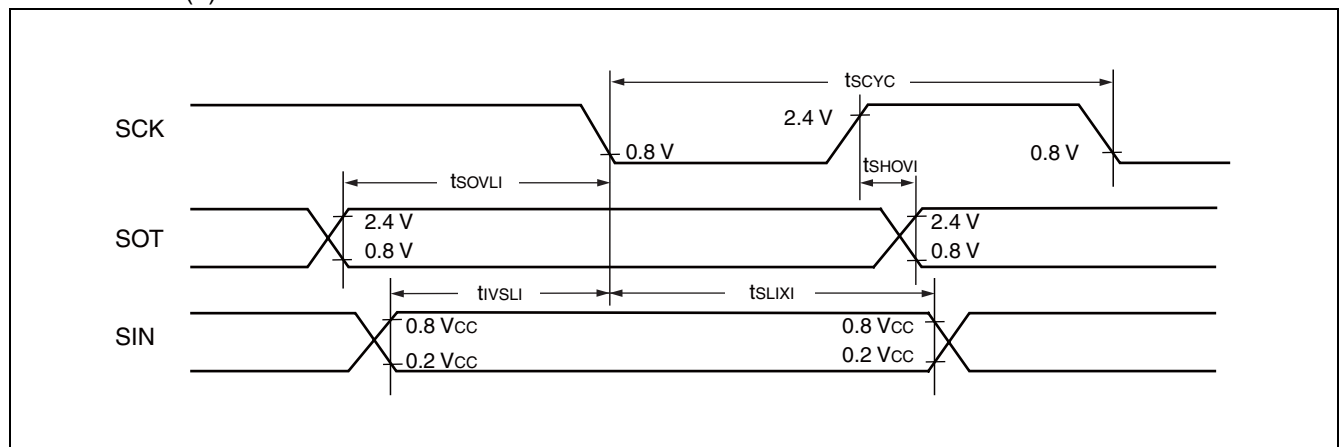 tSCYC
SCK
2.4 V
0.8 V
0.8 V
tSHOVI
tSOVLI
SOT
2.4 V
0.8 V
2.4 V
0.8 V
tIVSLI
tSLIXI
SIN
0.8 VCC
0.2 VCC
0.8 VCC
0.2 VCC